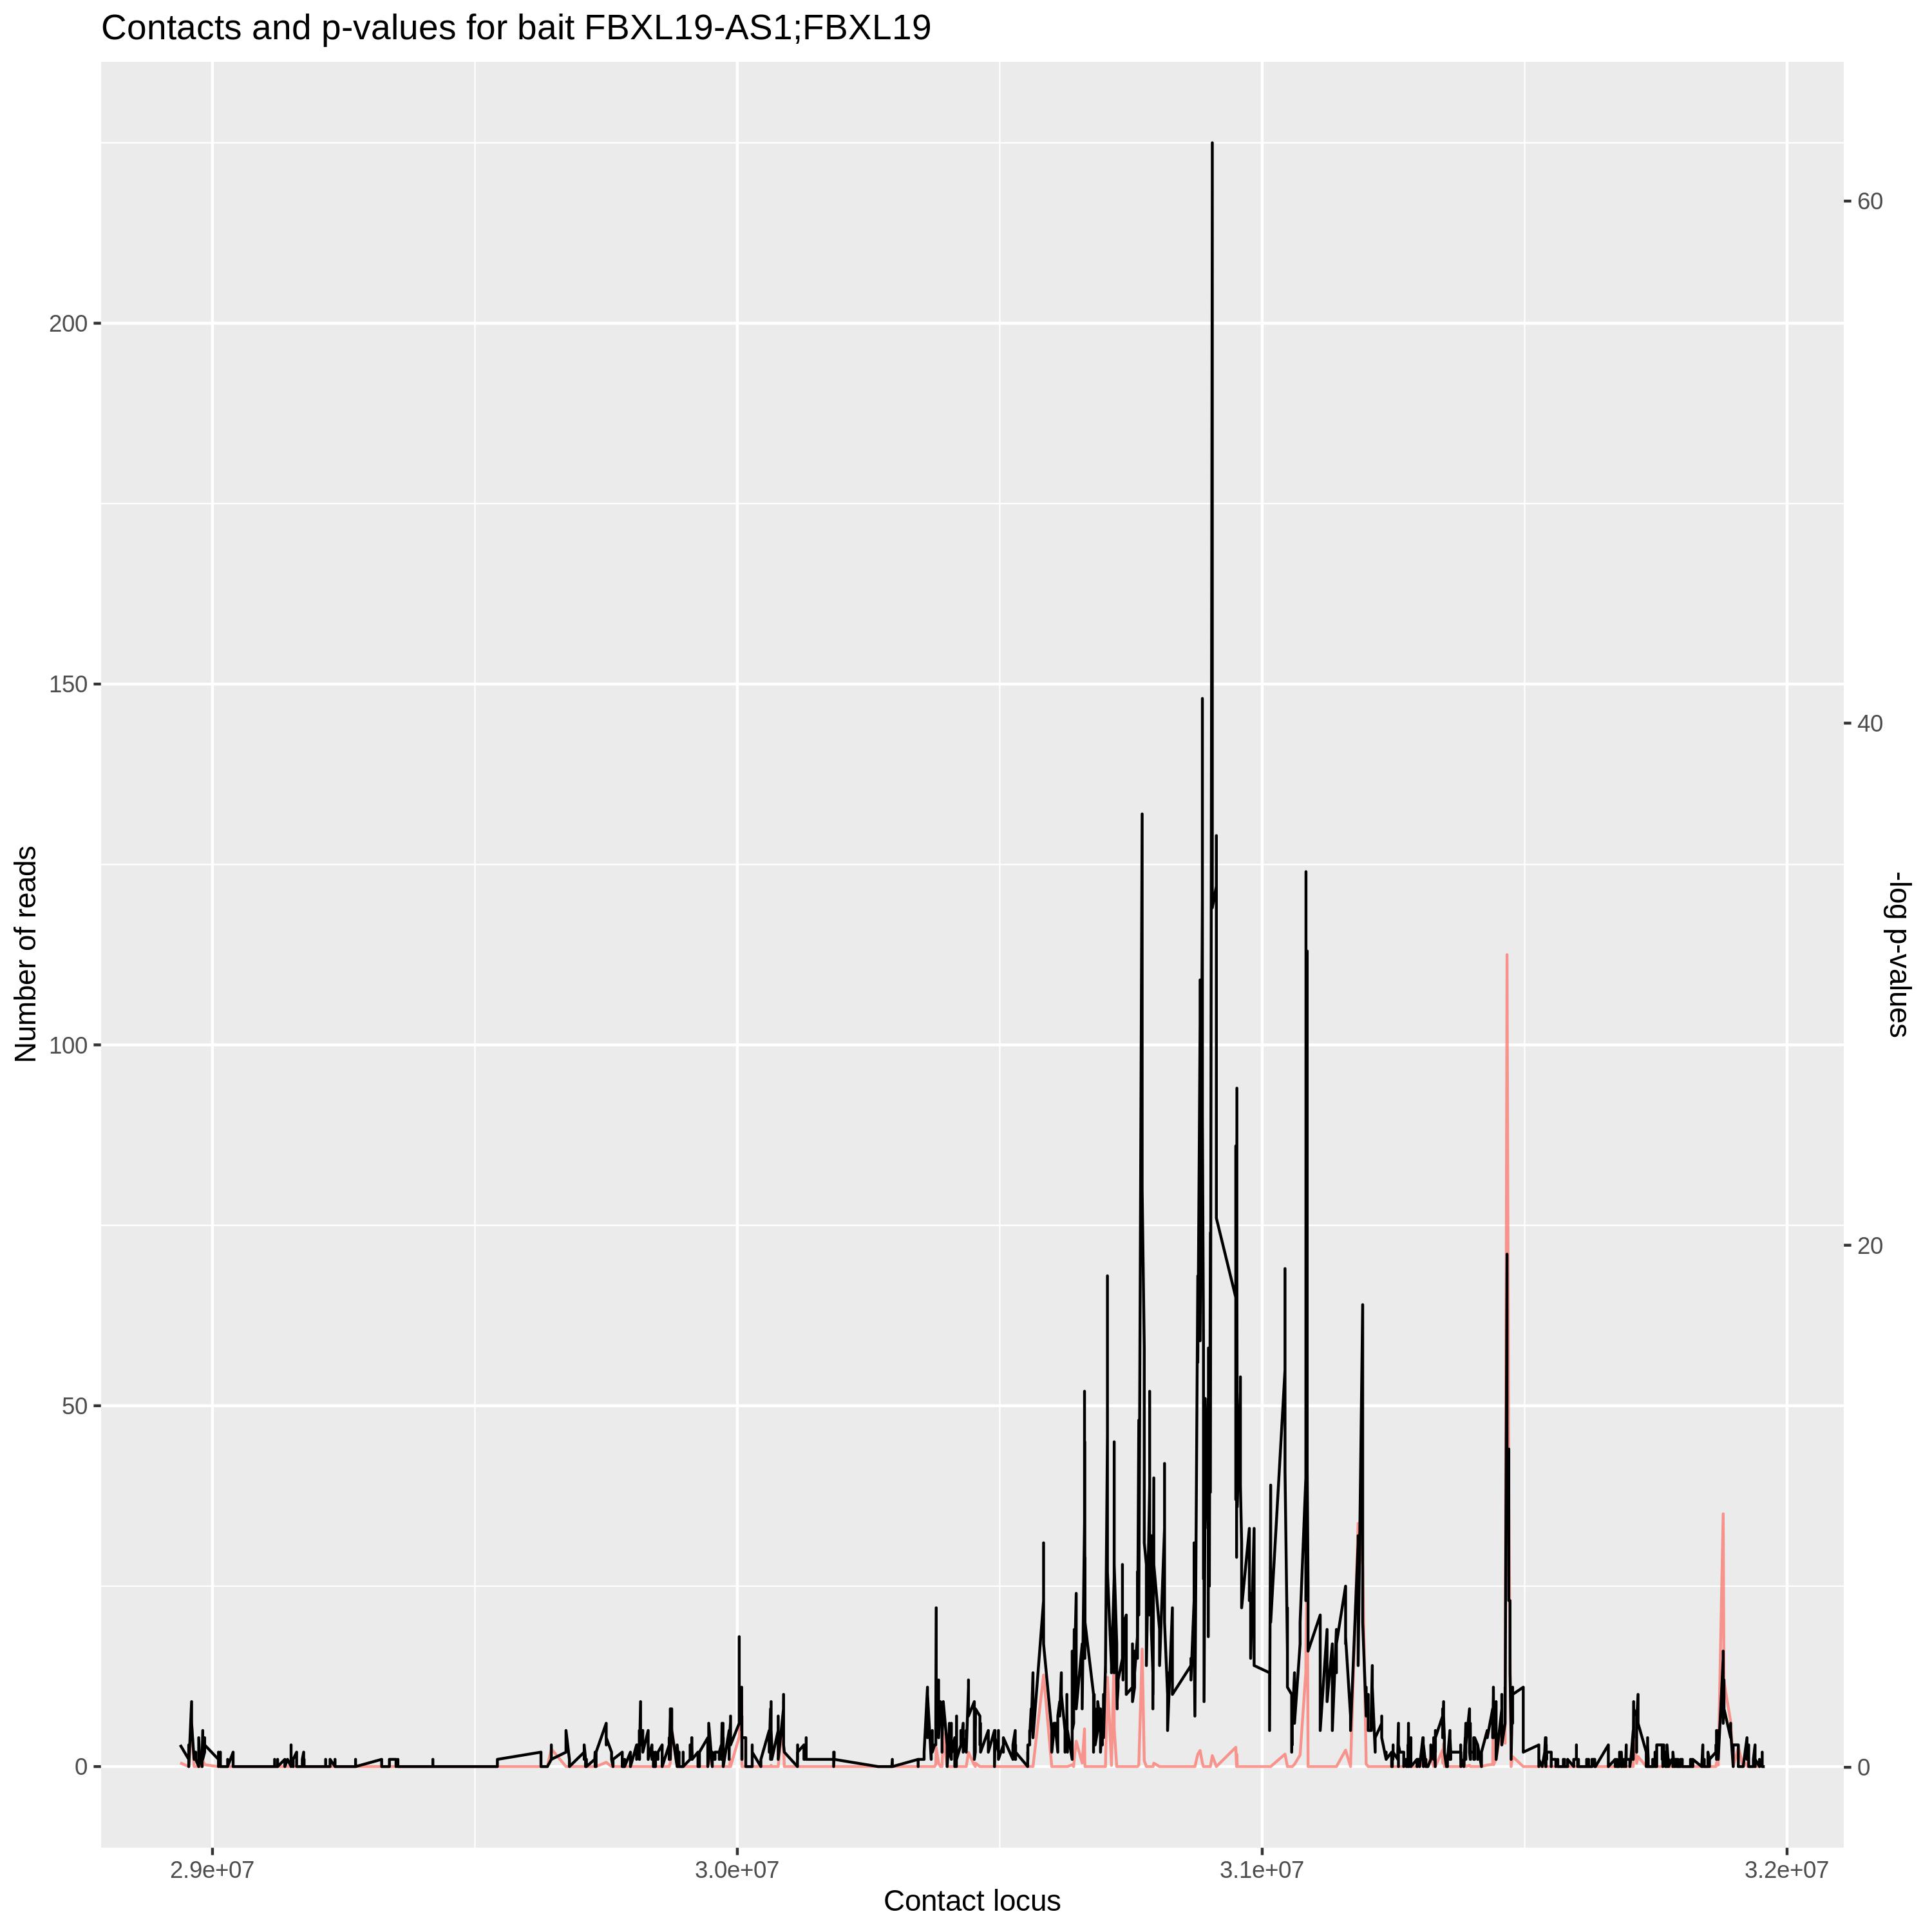 Contacts and p-values for bait FBXL19-AS1;FBXL19
Number of reads
200
150
100
50
0
60
40
20
0
-log p-values
2.9e+07 3.0e+07 3.1e+07 3.2e+07
Contact locus